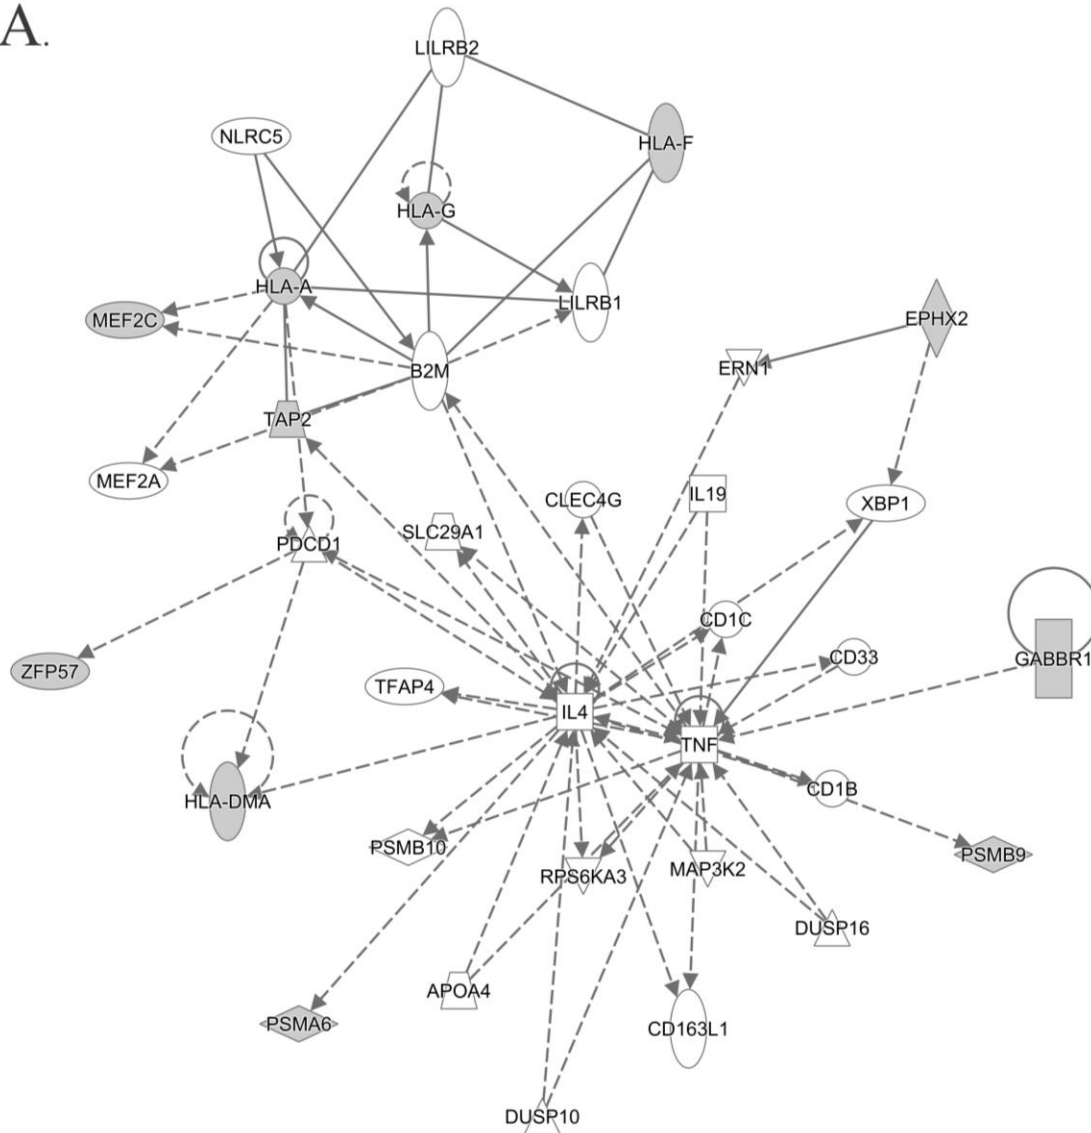 A.
LILRB2
NLRC5
HLA-F
HLA-G
HLA-A
LILRB1
MEF2C
EPHX2
B2M
ERN1
TAP2
MEF2A
CLEC4G
IL19
XBP1
SLC29A1
PDCD1
CD1C
CD33
GABBR1
ZFP57
TFAP4
IL4
TNF
CD1B
HLA-DMA
PSMB10
PSMB9
RPS6KA3
MAP3K2
DUSP16
APOA4
PSMA6
CD163L1
DUSP10